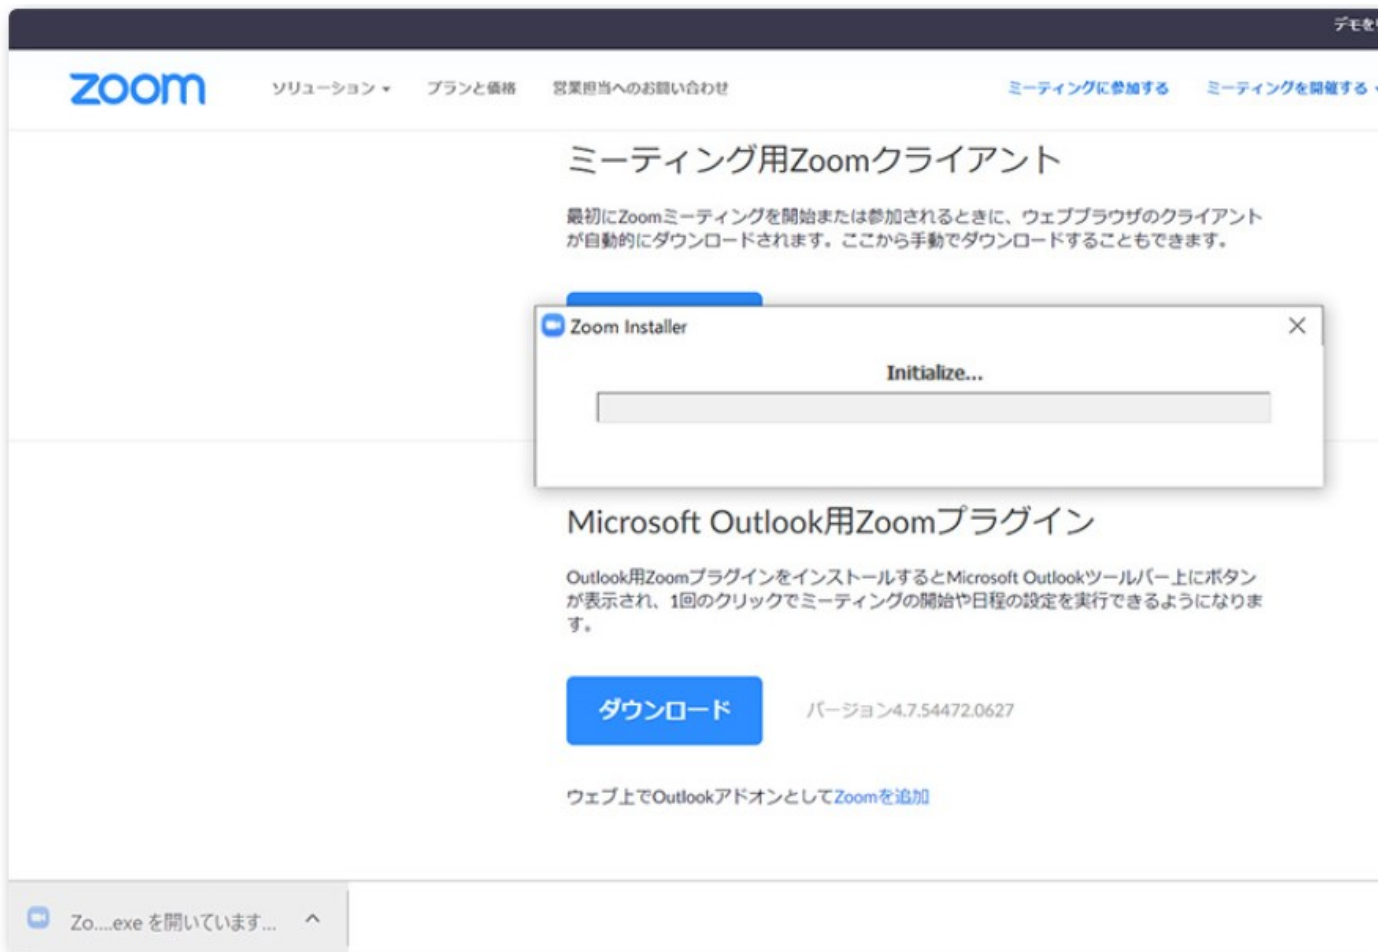 デモを
zoom
ソリューション プランと価格 営業担当へのお問い合わせ ミーティングに参加する ミーティングを開催する
ミーティング用Zoomクライアント
最初にZoomミーティングを開始または参加されるときに、ウェブブラウザのクライアント
が自動的にダウンロードされます。ここから手動でダウンロードすることもできます。
Zoom Installer
Initialize...
Microsoft Outlook用Zoomプラグイン
Outlook用ZoomプラグインをインストールするとMicrosoft Outlookツールバー上にボタン
が表示され、1回のクリックでミーティングの開始や日程の設定を実行できるようになりま
す。
ダウンロード バージョン4.7.54472.0627
ウェブ上でOutlookアドオンとしてZoomを追加
Zo....exe を開いています...